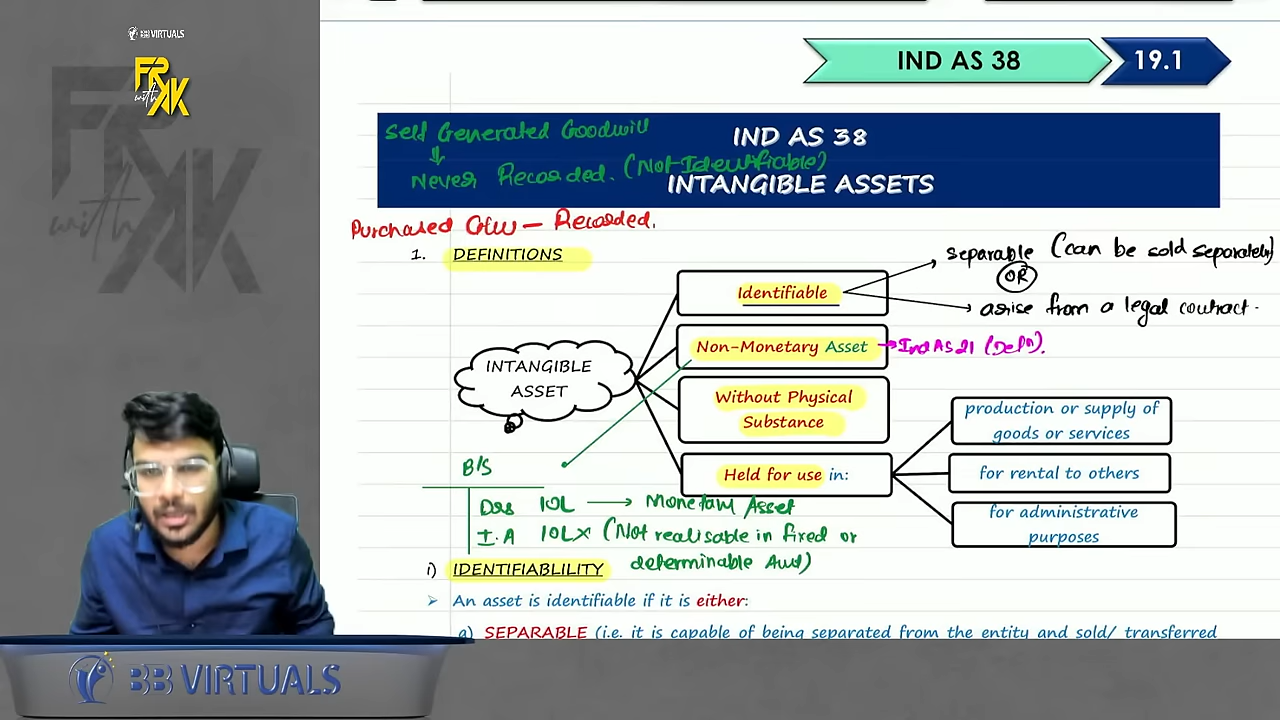 BB VIRTUALS
FR
with
AK
IND AS 38
19.1
Self Generated Goodwill
IND AS 38
Never Recorded. (Not Identifiable)
INTANGIBLE ASSETS
Purchased G/w — Recorded.
1. DEFINITIONS
Identifiable
separable (can be sold separately)
OR
arise from a legal contract.
Non-Monetary Asset
Ind AS 21 (Defn).
INTANGIBLE
ASSET
Without Physical
Substance
Held for use in:
production or supply of
goods or services
for rental to others
for administrative
purposes
B/S
Drs 10L → Monetary Asset
I.A 10L× (Not realisable in fixed or
determinable Amt)
i) IDENTIFIABLILITY
➢ An asset is identifiable if it is either:
a) SEPARABLE (i.e. it is capable of being separated from the entity and sold/ transferred
BB VIRTUALS